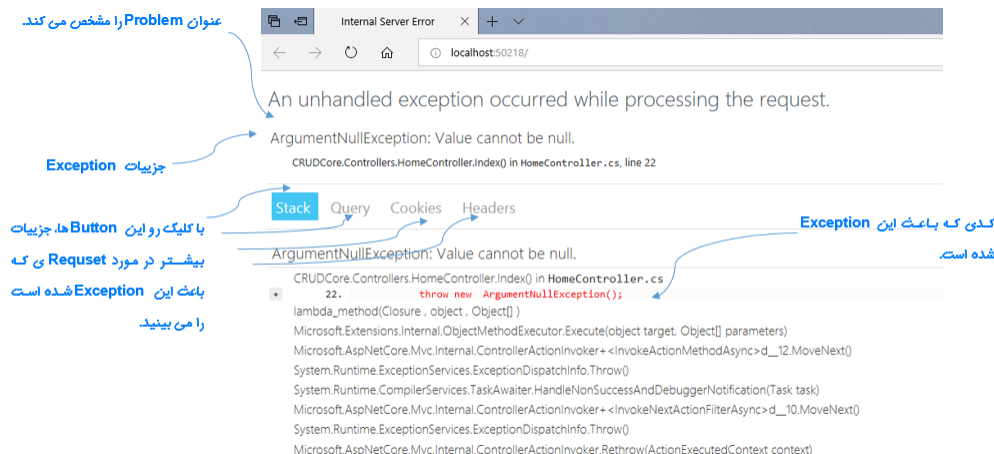 عنوان Problem را مشخص می کند.
Internal Server Error
localhost:50218/
An unhandled exception occurred while processing the request.
ArgumentNullException: Value cannot be null.
CRUDCore.Controllers.HomeController.Index() in HomeController.cs, line 22
جزییات Exception
Stack Query Cookies Headers
با کلیک رو این Button ها، جزییات
بیشتر در مورد Requset ی که
باعث این Exception شده است
را می بینید.
کدی که باعث این Exception
شده است.
ArgumentNullException: Value cannot be null.
CRUDCore.Controllers.HomeController.Index() in HomeController.cs
+ 22. throw new ArgumentNullException();
lambda_method(Closure , object , Object[] )
Microsoft.Extensions.Internal.ObjectMethodExecutor.Execute(object target, Object[] parameters)
Microsoft.AspNetCore.Mvc.Internal.ControllerActionInvoker+<InvokeActionMethodAsync>d__12.MoveNext()
System.Runtime.ExceptionServices.ExceptionDispatchInfo.Throw()
System.Runtime.CompilerServices.TaskAwaiter.HandleNonSuccessAndDebuggerNotification(Task task)
Microsoft.AspNetCore.Mvc.Internal.ControllerActionInvoker+<InvokeNextActionFilterAsync>d__10.MoveNext()
System.Runtime.ExceptionServices.ExceptionDispatchInfo.Throw()
Microsoft.AspNetCore.Mvc.Internal.ControllerActionInvoker.Rethrow(ActionExecutedContext context)